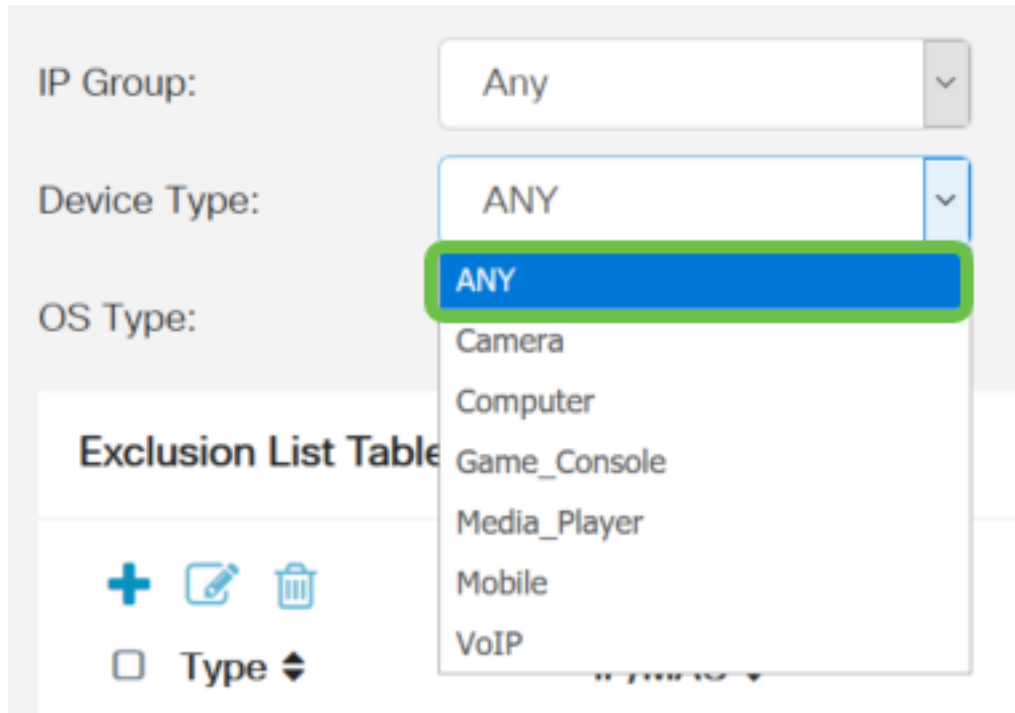 IP Group: Any
Device Type: ANY
ANY
OS Type:
Camera
Computer
Exclusion List Table
Game_Console
Media_Player
Mobile
VoIP
Type